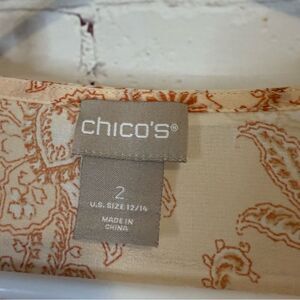 chico's®
2
U.S. SIZE 12/14
MADE IN
CHINA